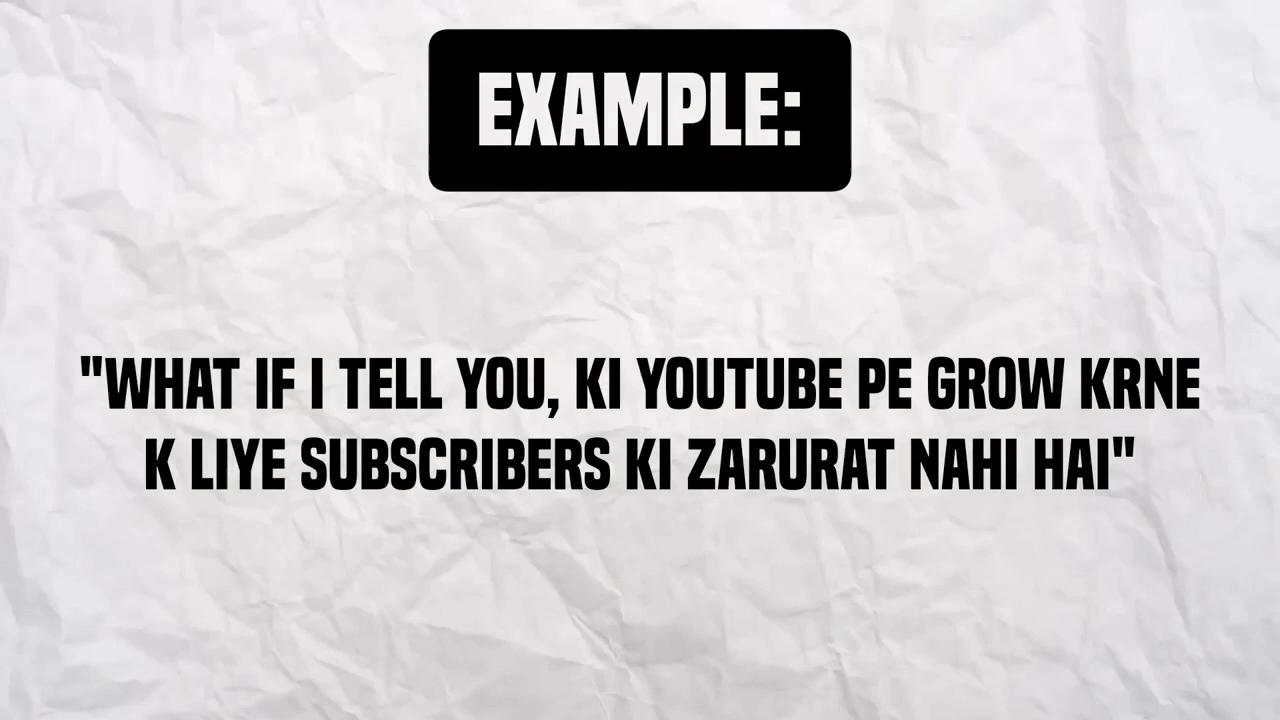 EXAMPLE:
"WHAT IF I TELL YOU, KI YOUTUBE PE GROW KRNE
K LIYE SUBSCRIBERS KI ZARURAT NAHI HAI"